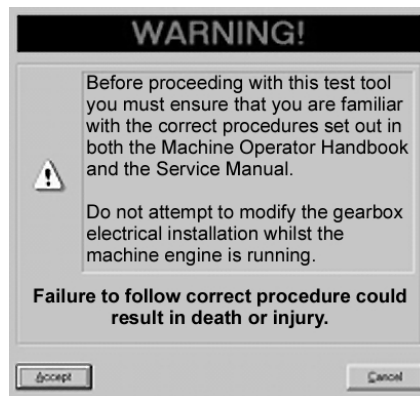 WARNING!
Before proceeding with this test tool
you must ensure that you are familiar
with the correct procedures set out in
both the Machine Operator Handbook
and the Service Manual.
Do not attempt to modify the gearbox
electrical installation whilst the
machine engine is running.
Failure to follow correct procedure could
result in death or injury.
Accept
Cancel